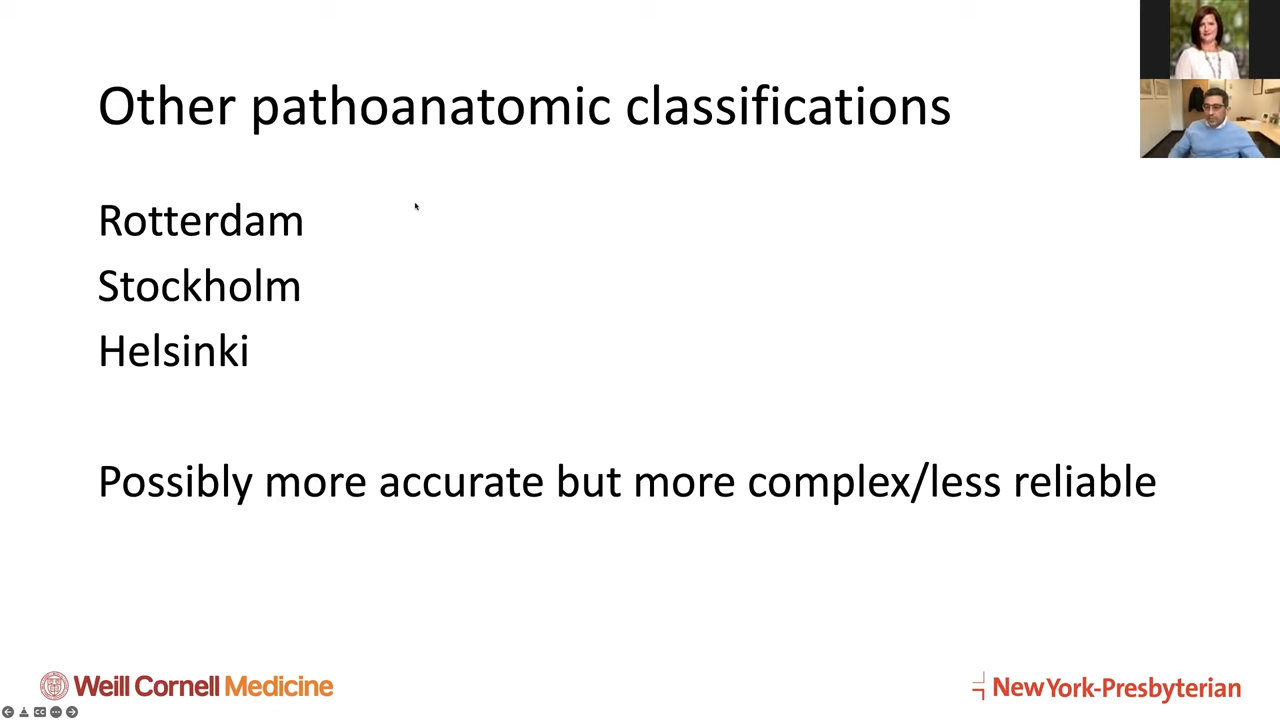 Other pathoanatomic classifications
Rotterdam
Stockholm
Helsinki
Possibly more accurate but more complex/less reliable
Weill Cornell Medicine
NewYork-Presbyterian